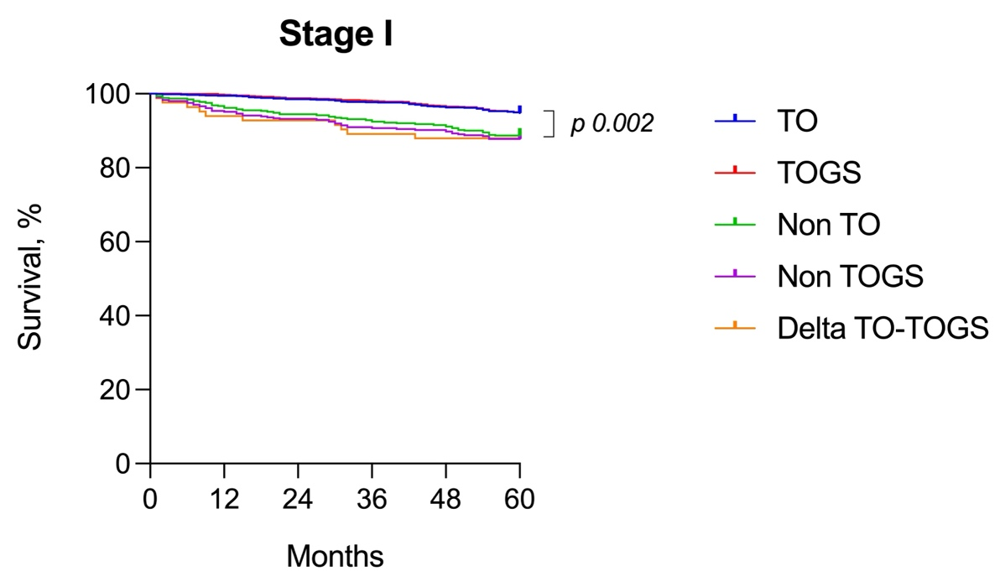 Stage I
100
80
60
40
20
0
Survival, %
0 12 24 36 48 60
Months
p 0.002
TO
TOGS
Non TO
Non TOGS
Delta TO-TOGS